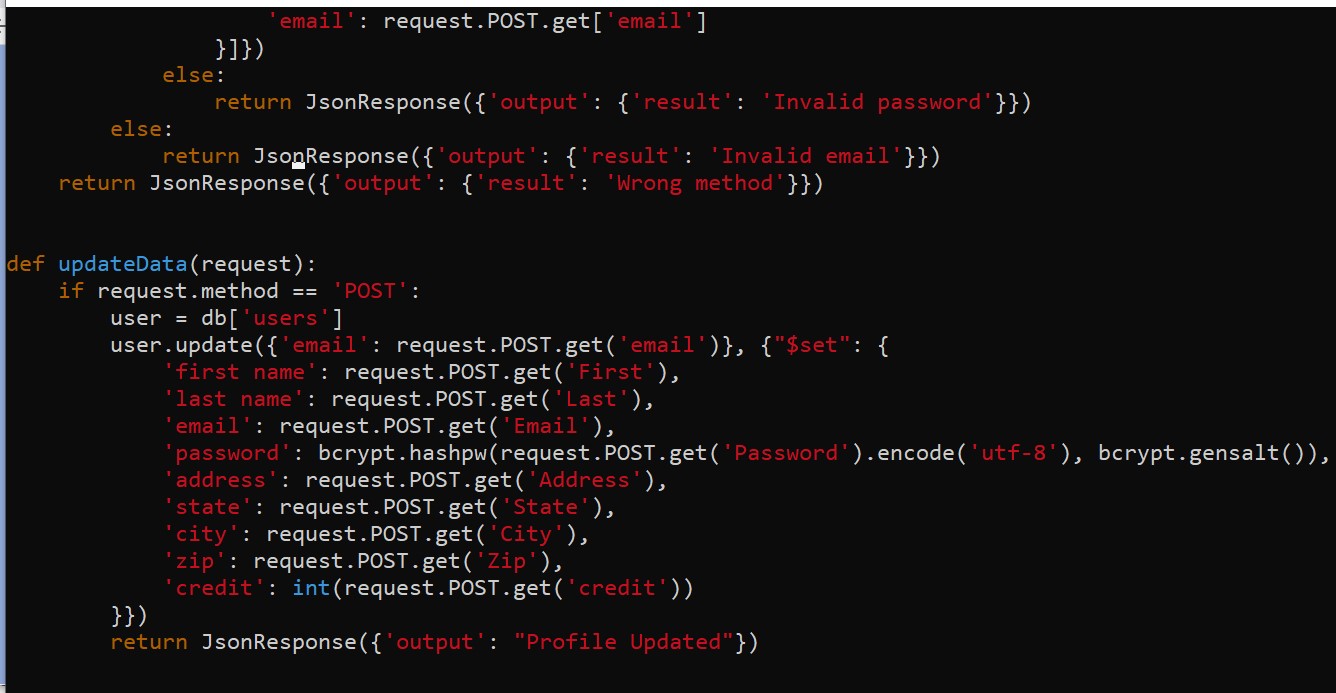 'email': request.POST.get['email']
}]})
else:
return JsonResponse({'output': {'result': 'Invalid password'}})
else:
return JsonResponse({'output': {'result': 'Invalid email'}})
return JsonResponse({'output': {'result': 'Wrong method'}})
def updateData(request):
if request.method == 'POST':
user = db['users']
user.update({'email': request.POST.get('email')}, {"$set": {
'first name': request.POST.get('First'),
'last name': request.POST.get('Last'),
'email': request.POST.get('Email'),
'password': bcrypt.hashpw(request.POST.get('Password').encode('utf-8'), bcrypt.gensalt()),
'address': request.POST.get('Address'),
'state': request.POST.get('State'),
'city': request.POST.get('City'),
'zip': request.POST.get('Zip'),
'credit': int(request.POST.get('credit'))
}})
return JsonResponse({'output': "Profile Updated"})